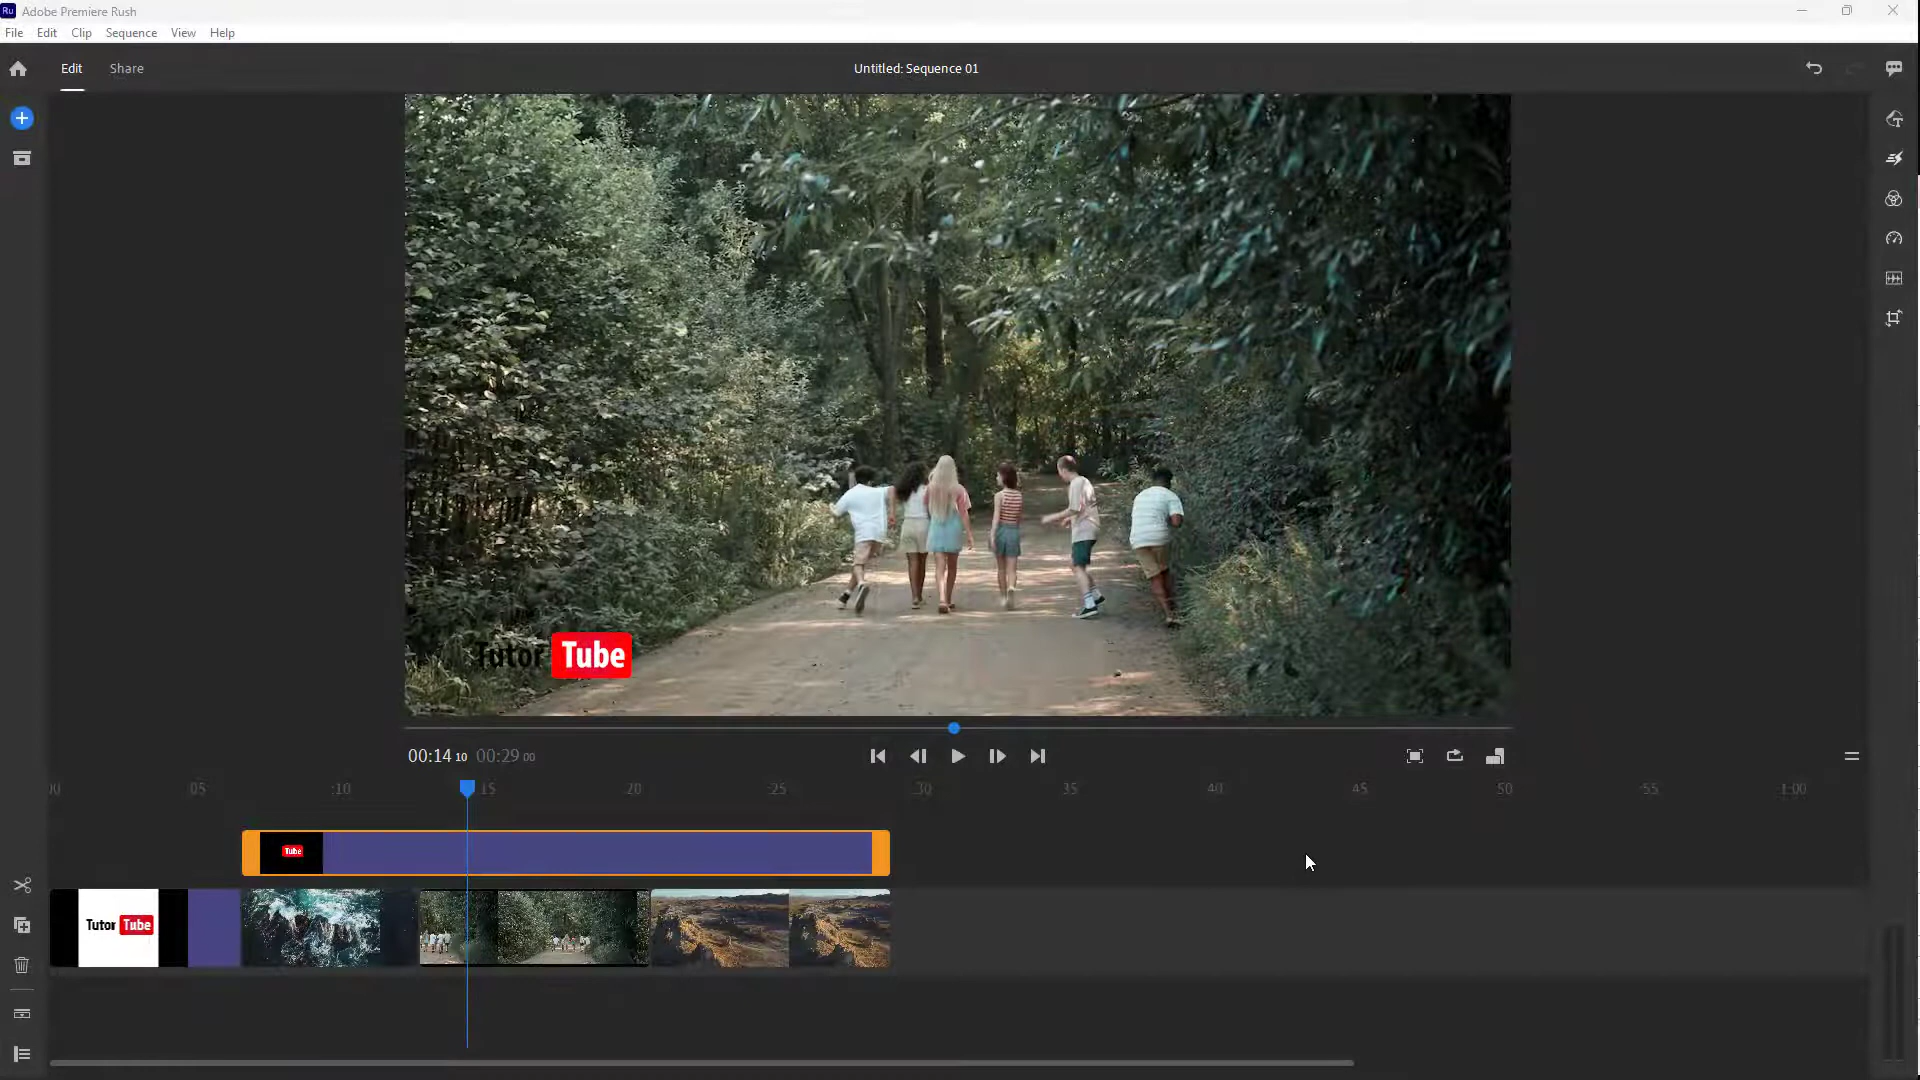 Ru Adobe Premiere Rush
File Edit Clip Sequence View Help
Edit Share Untitled: Sequence 01
Tutor Tube
00:14 10 00:29 00
05 :10 15 20 :25 :30 35 40 45 50 55 1:00
Tube
Tutor Tube